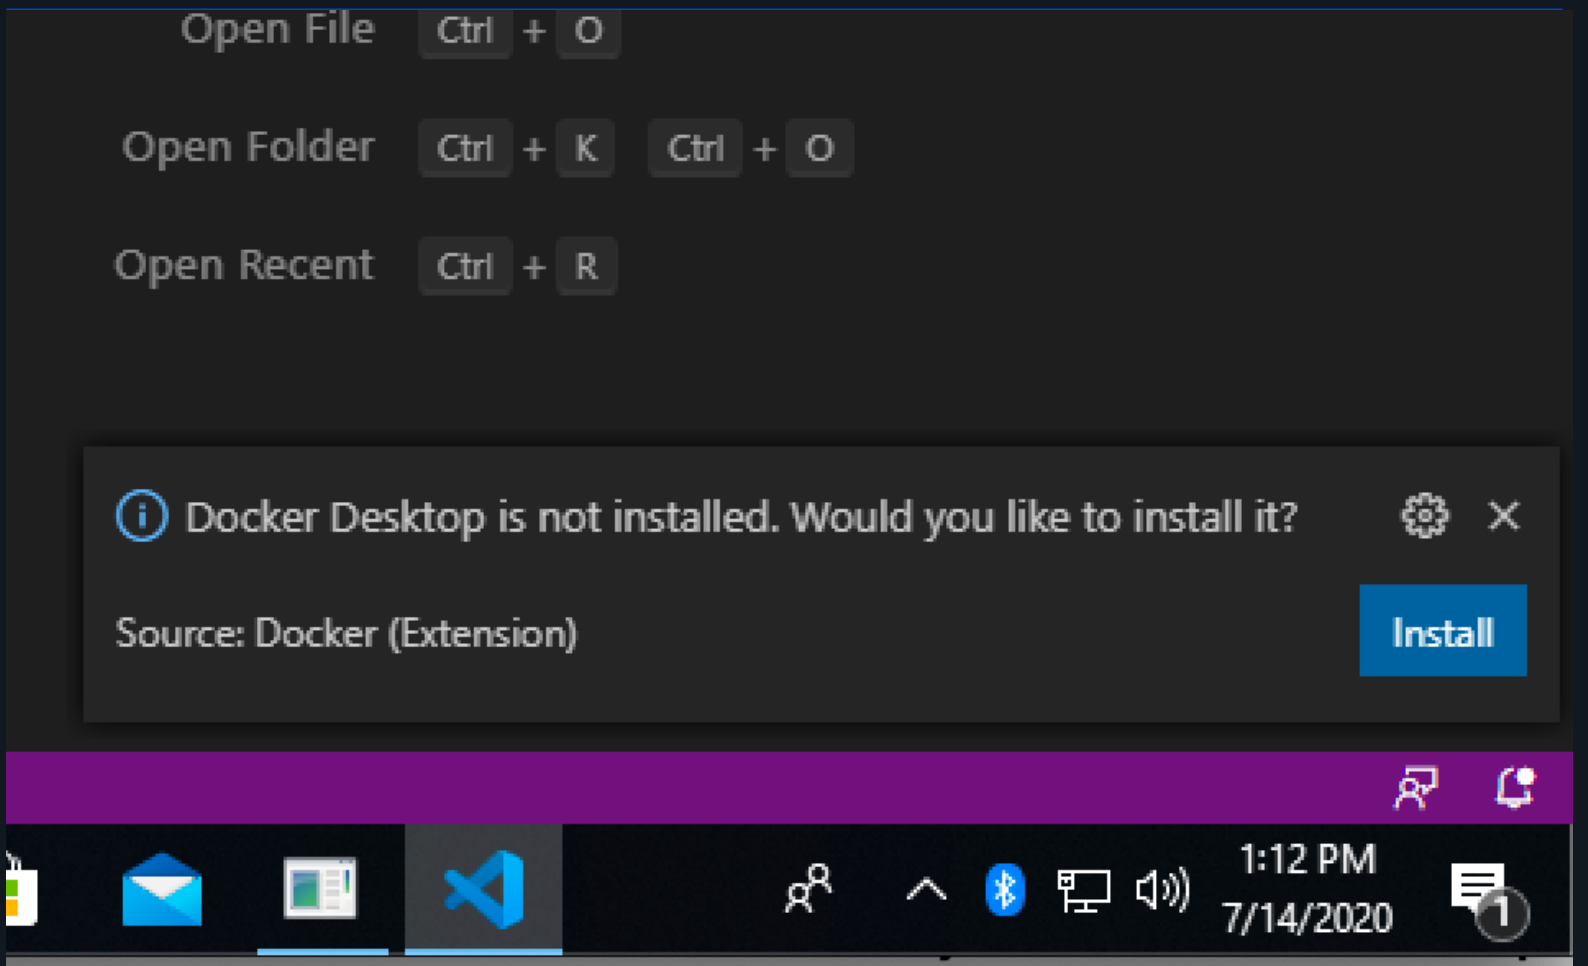 Open File Ctrl + O
Open Folder Ctrl + K Ctrl + O
Open Recent Ctrl + R
Docker Desktop is not installed. Would you like to install it?
Source: Docker (Extension)
Install
1:12 PM
7/14/2020
1